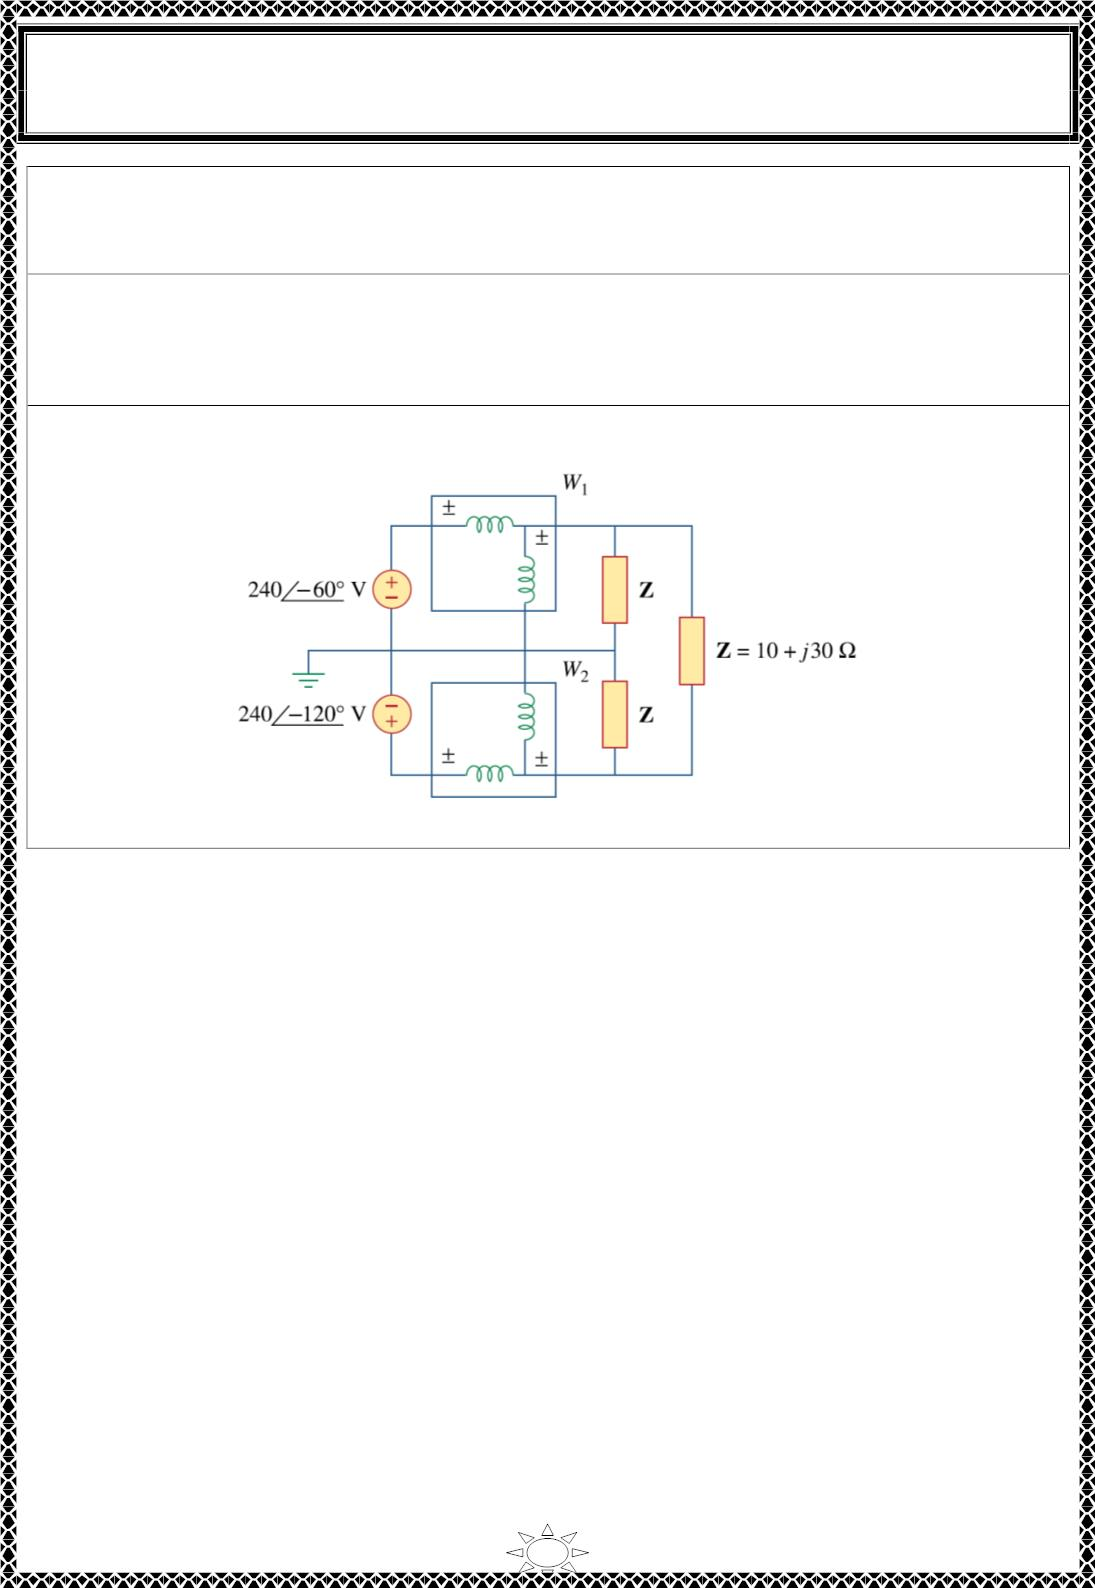 W1
±
±
240∠−60° V
+
−
Z
Z = 10 + j30 Ω
W2
240∠−120° V
−
+
Z
±
±